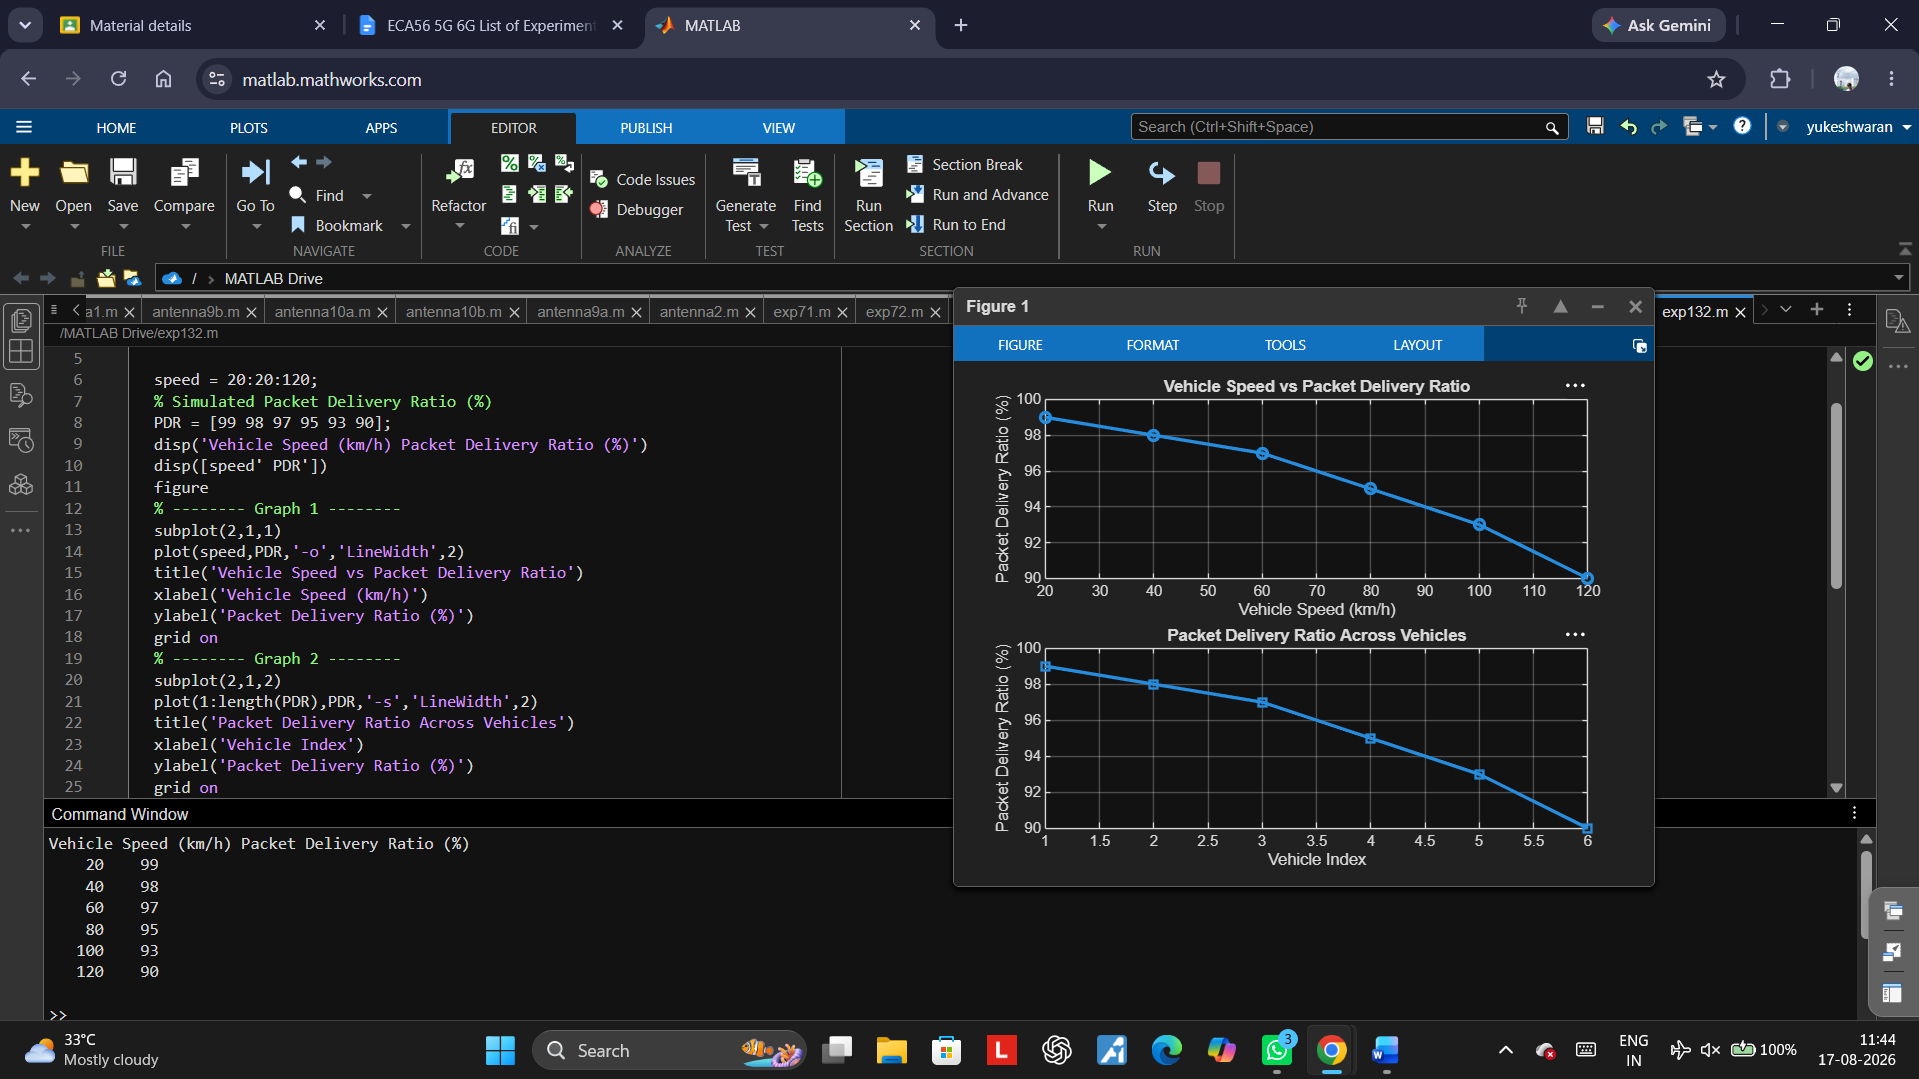 Material details
ECA56 5G 6G List of Experiment
MATLAB
Ask Gemini
matlab.mathworks.com
HOME
PLOTS
APPS
EDITOR
PUBLISH
VIEW
Search (Ctrl+Shift+Space)
yukeshwaran
New
Open
Save
Compare
FILE
Go To
Find
Bookmark
NAVIGATE
Refactor
CODE
Code Issues
Debugger
ANALYZE
Generate
Test
Find
Tests
TEST
Run
Section
Section Break
Run and Advance
Run to End
SECTION
Run
Step
Stop
RUN
/ › MATLAB Drive
a1.m
antenna9b.m
antenna10a.m
antenna10b.m
antenna9a.m
antenna2.m
exp71.m
exp72.m
exp132.m
/MATLAB Drive/exp132.m
5
6 speed = 20:20:120;
7 % Simulated Packet Delivery Ratio (%)
8 PDR = [99 98 97 95 93 90];
9 disp('Vehicle Speed (km/h) Packet Delivery Ratio (%)')
10 disp([speed' PDR'])
11 figure
12 % -------- Graph 1 --------
13 subplot(2,1,1)
14 plot(speed,PDR,'-o','LineWidth',2)
15 title('Vehicle Speed vs Packet Delivery Ratio')
16 xlabel('Vehicle Speed (km/h)')
17 ylabel('Packet Delivery Ratio (%)')
18 grid on
19 % -------- Graph 2 --------
20 subplot(2,1,2)
21 plot(1:length(PDR),PDR,'-s','LineWidth',2)
22 title('Packet Delivery Ratio Across Vehicles')
23 xlabel('Vehicle Index')
24 ylabel('Packet Delivery Ratio (%)')
25 grid on
Figure 1
FIGURE
FORMAT
TOOLS
LAYOUT
Vehicle Speed vs Packet Delivery Ratio
Packet Delivery Ratio (%)
100
98
96
94
92
90
20 30 40 50 60 70 80 90 100 110 120
Vehicle Speed (km/h)
Packet Delivery Ratio Across Vehicles
Packet Delivery Ratio (%)
100
98
96
94
92
90
1 1.5 2 2.5 3 3.5 4 4.5 5 5.5 6
Vehicle Index
Command Window
Vehicle Speed (km/h) Packet Delivery Ratio (%)
20 99
40 98
60 97
80 95
100 93
120 90
>>
33°C
Mostly cloudy
Search
3
ENG
IN
100%
11:44
17-08-2026